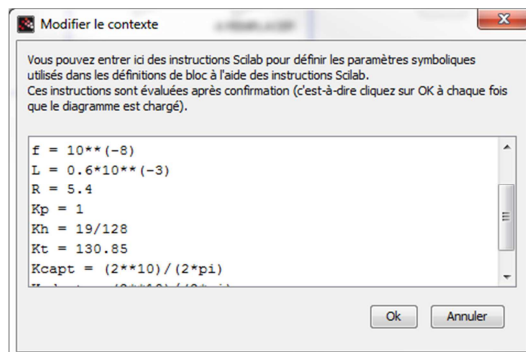 Modifier le contexte
Vous pouvez entrer ici des instructions Scilab pour définir les paramètres symboliques
utilisés dans les définitions de bloc à l'aide des instructions Scilab.
Ces instructions sont évaluées après confirmation (c'est-à-dire cliquez sur OK à chaque fois
que le diagramme est chargé).
f = 10**(-8)
L = 0.6*10**(-3)
R = 5.4
Kp = 1
Kh = 19/128
Kt = 130.85
Kcapt = (2**10)/(2*pi)
Ok
Annuler